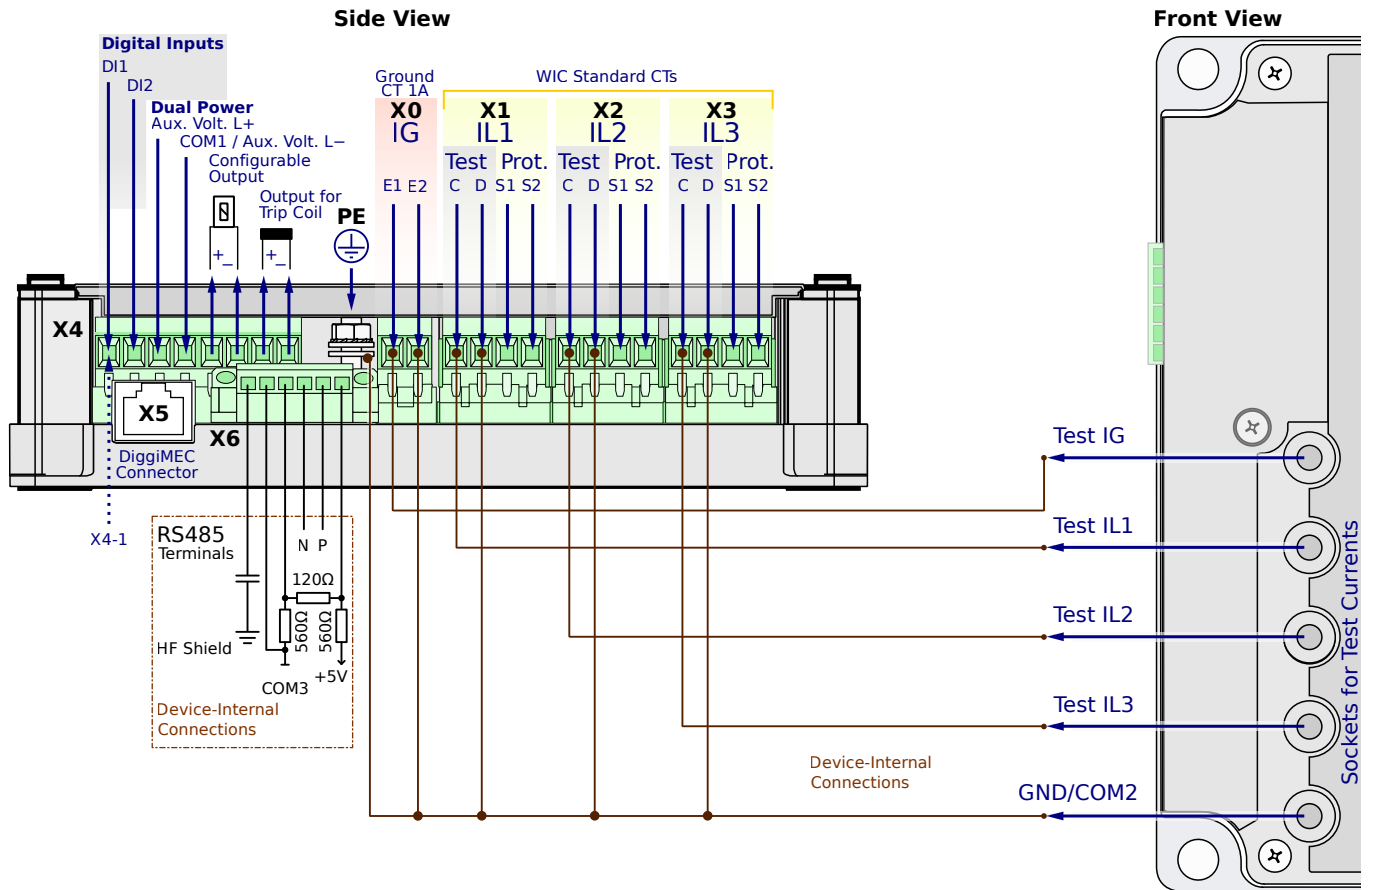 Side View
Front View
Digital Inputs
DI1
DI2
Dual Power
Aux. Volt. L+
COM1 / Aux. Volt. L−
Configurable
Output
Output for
Trip Coil
+
−
+
−
PE
Ground
CT 1A
X0
IG
E1 E2
WIC Standard CTs
X1
IL1
Test Prot.
C D S1 S2
X2
IL2
Test Prot.
C D S1 S2
X3
IL3
Test Prot.
C D S1 S2
X4
X5
X6
DiggiMEC
Connector
X4-1
RS485
Terminals
N P
120Ω
560Ω
560Ω
HF Shield
COM3
+5V
Device-Internal
Connections
Test IG
Test IL1
Test IL2
Test IL3
GND/COM2
Device-Internal
Connections
Sockets for Test Currents